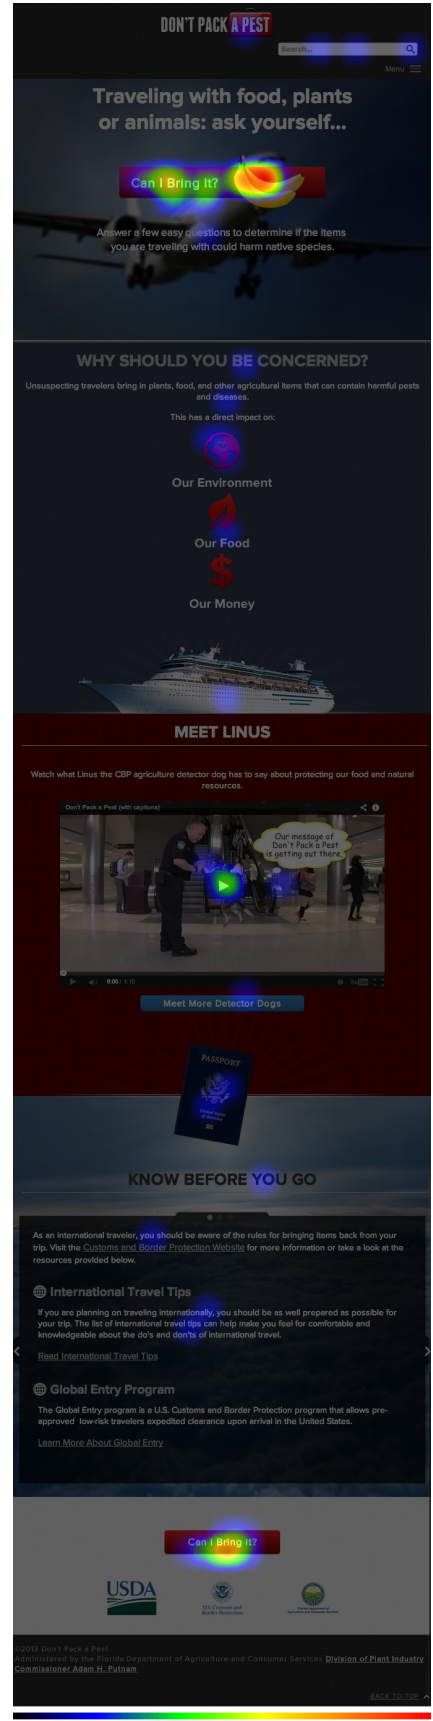 DON'T PACK A PEST
Search...
Menu
Traveling with food, plants
or animals: ask yourself...
Can I Bring It?
Answer a few easy questions to determine if the items
you are traveling with could harm native species.
WHY SHOULD YOU BE CONCERNED?
Unsuspecting travelers bring in plants, food, and other agricultural items that can contain harmful pests
and diseases.
This has a direct impact on:
Our Environment
Our Food
$
Our Money
MEET LINUS
Watch what Linus the CBP agriculture detector dog has to say about protecting our food and natural
resources.
Don't Pack a Pest (with captions)
Our message of
Don't Pack a Pest
is getting out there.
0:00 / 1:10
Meet More Detector Dogs
PASSPORT
United States
of America
KNOW BEFORE YOU GO
As an international traveler, you should be aware of the rules for bringing items back from your
trip. Visit the Customs and Border Protection Website for more information or take a look at the
resources provided below.
International Travel Tips
If you are planning on traveling internationally, you should be as well prepared as possible for
your trip. The list of international travel tips can help make you feel for comfortable and
knowledgeable about the do's and don'ts of international travel.
Read International Travel Tips
Global Entry Program
The Global Entry program is a U.S. Customs and Border Protection program that allows pre-
approved low-risk travelers expedited clearance upon arrival in the United States.
Learn More About Global Entry
Can I Bring It?
USDA
U.S. Customs and
Border Protection
Florida Department of
Agriculture and Consumer Services
©2013 Don't Pack a Pest
Administered by the Florida Department of Agriculture and Consumer Services Division of Plant Industry
Commissioner Adam H. Putnam
BACK TO TOP